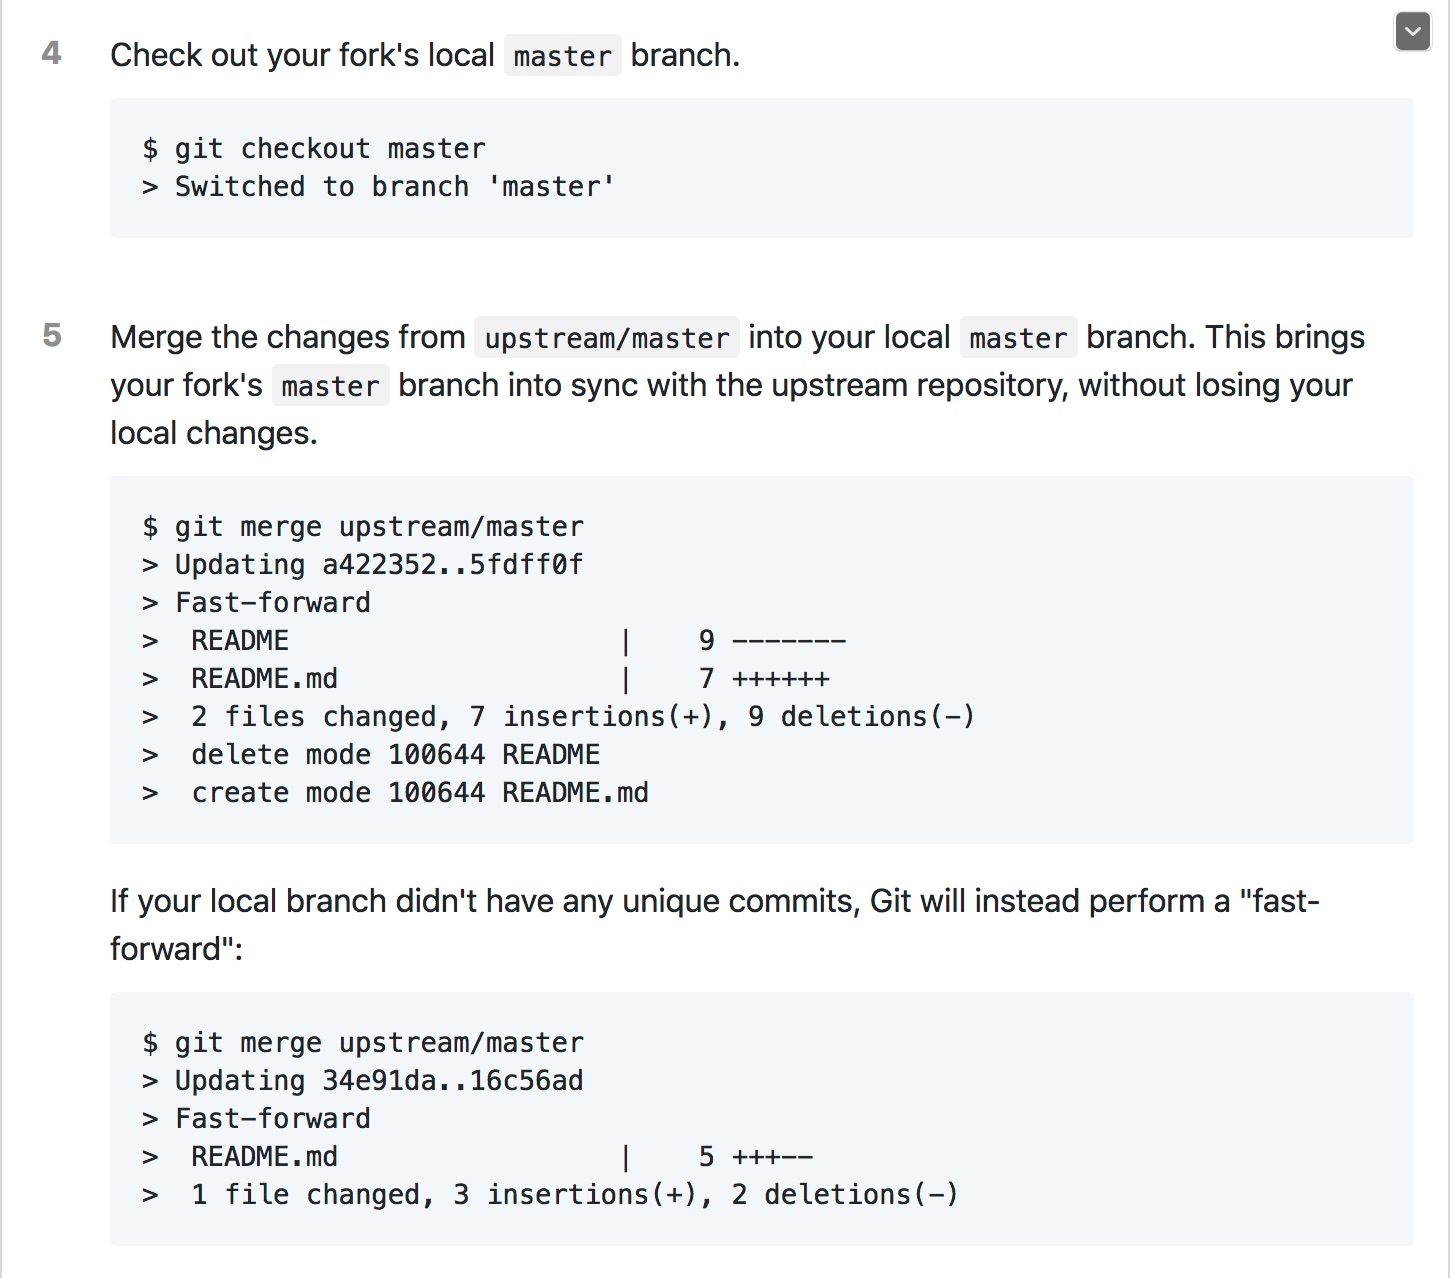 4 Check out your fork's local master branch.
$ git checkout master
> Switched to branch 'master'
5 Merge the changes from upstream/master into your local master branch. This brings
your fork's master branch into sync with the upstream repository, without losing your
local changes.
$ git merge upstream/master
> Updating a422352..5fdff0f
> Fast-forward
>  README                    |    9 -------
>  README.md                 |    7 ++++++
>  2 files changed, 7 insertions(+), 9 deletions(-)
>  delete mode 100644 README
>  create mode 100644 README.md
If your local branch didn't have any unique commits, Git will instead perform a "fast-
forward":
$ git merge upstream/master
> Updating 34e91da..16c56ad
> Fast-forward
>  README.md                 |    5 +++--
>  1 file changed, 3 insertions(+), 2 deletions(-)